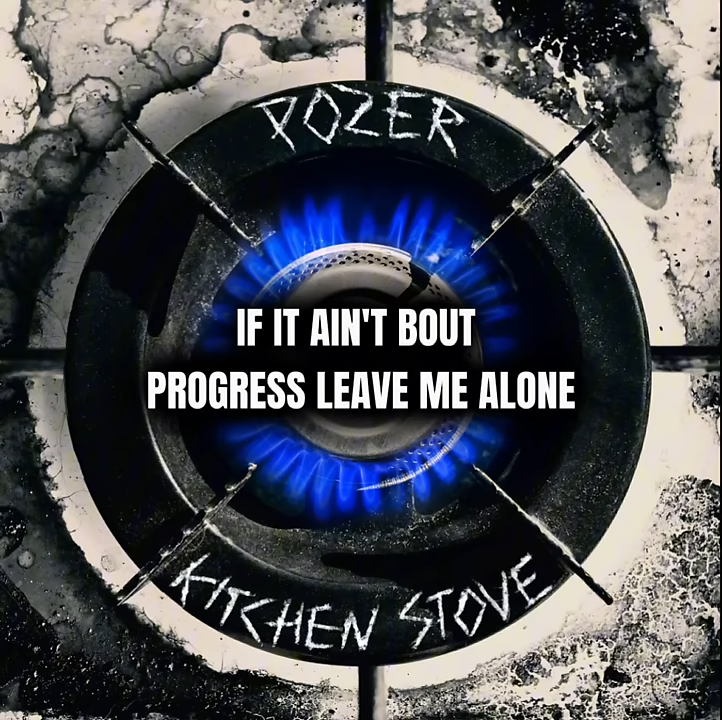 POZER
IF IT AIN'T BOUT
PROGRESS LEAVE ME ALONE
KITCHEN STOVE